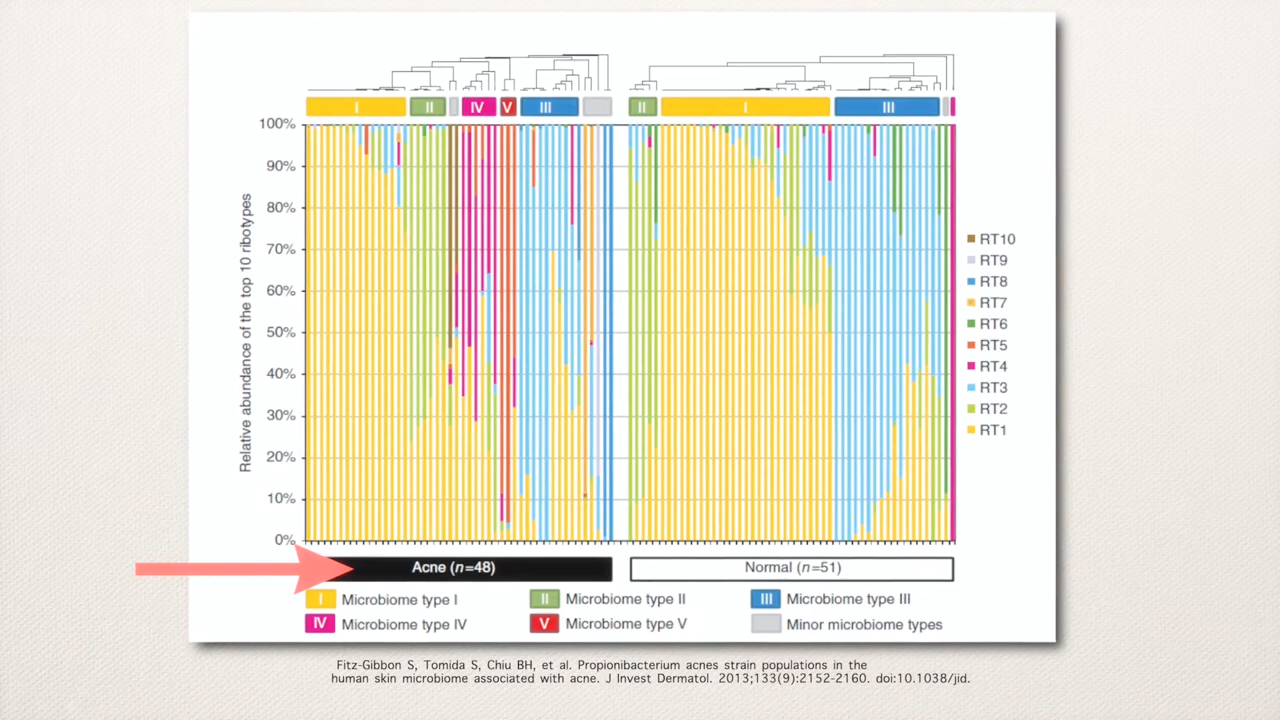 I II IV V III II I III
100%
90%
80%
70%
60%
50%
40%
30%
20%
10%
0%
Relative abundance of the top 10 ribotypes
RT10
RT9
RT8
RT7
RT6
RT5
RT4
RT3
RT2
RT1
Acne (n=48) Normal (n=51)
I Microbiome type I II Microbiome type II III Microbiome type III
IV Microbiome type IV V Microbiome type V Minor microbiome types
Fitz-Gibbon S, Tomida S, Chiu BH, et al. Propionibacterium acnes strain populations in the
human skin microbiome associated with acne. J Invest Dermatol. 2013;133(9):2152-2160. doi:10.1038/jid.